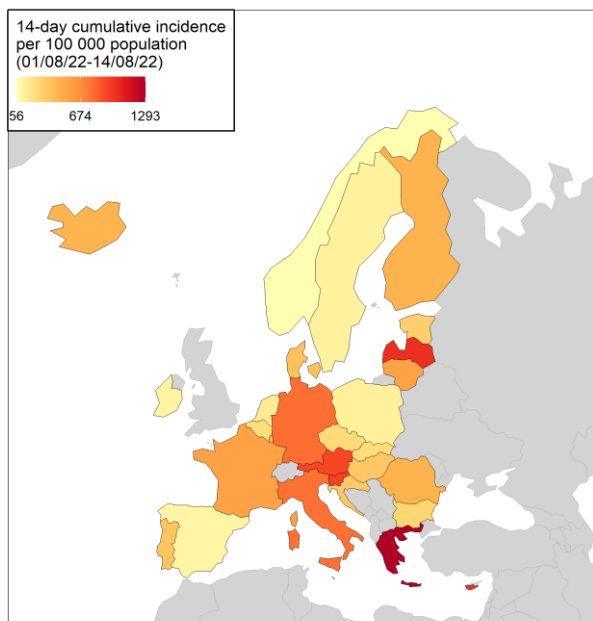 14-day cumulative incidence
per 100 000 population
(01/08/22-14/08/22)
56 674 1293